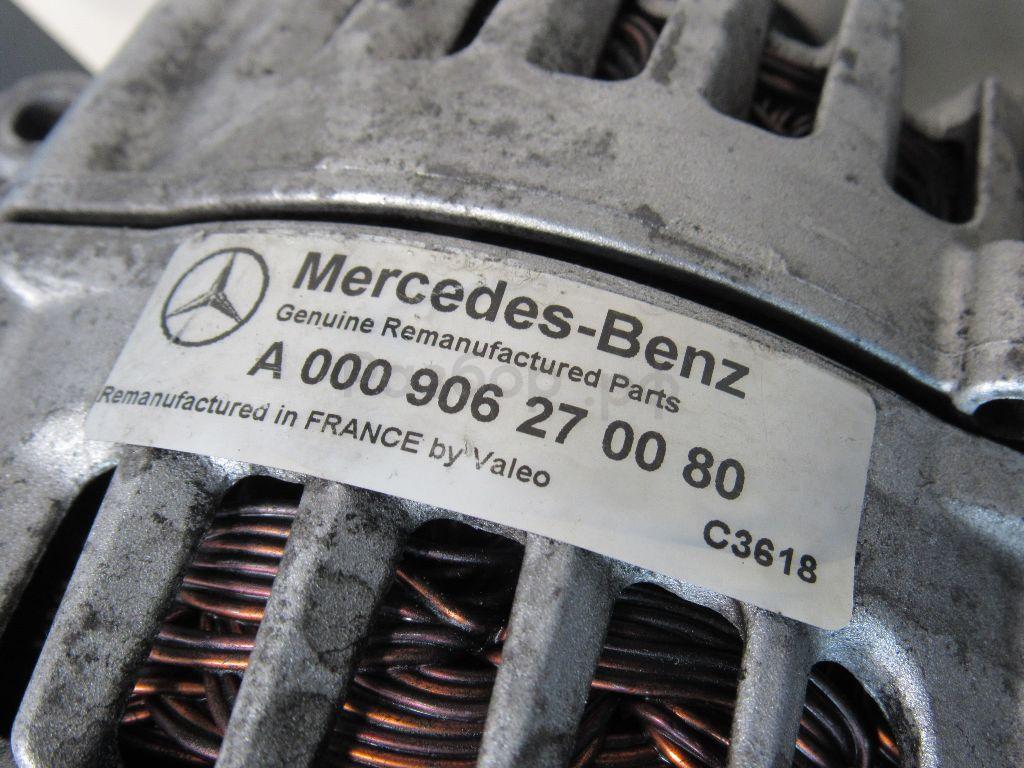 Mercedes-Benz
Genuine Remanufactured Parts
A 000 906 27 00 80
Remanufactured in FRANCE by Valeo
C3618